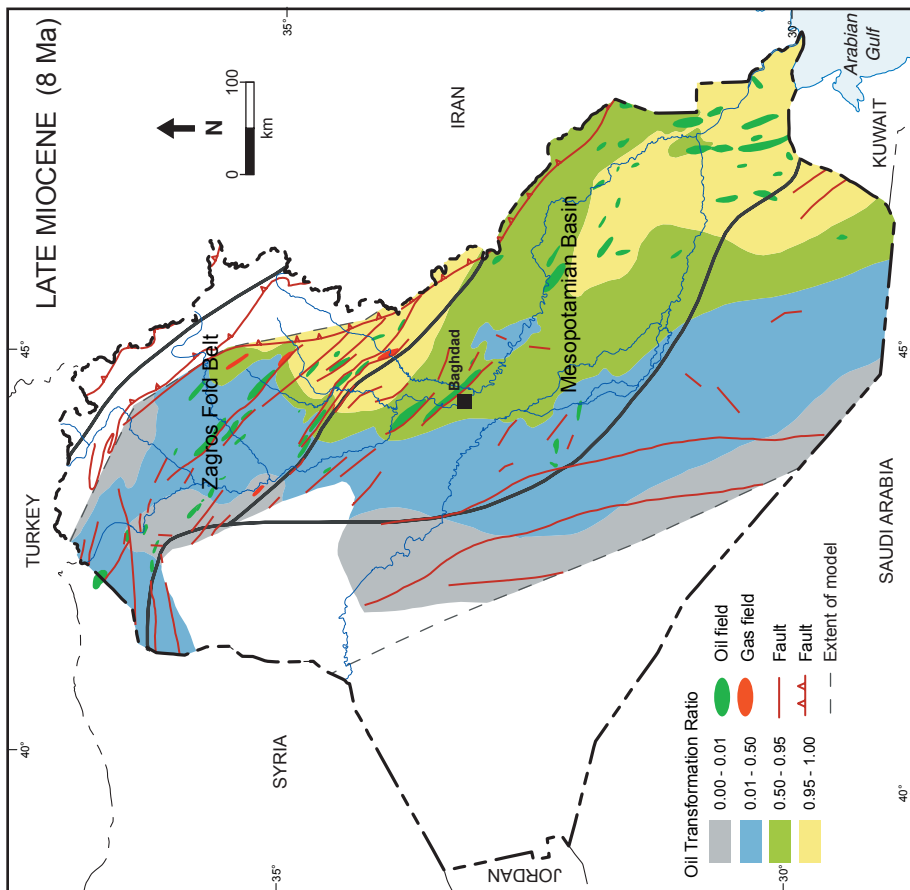 LATE MIOCENE (8 Ma)
N
0
100
km
TURKEY
IRAN
SYRIA
JORDAN
SAUDI ARABIA
KUWAIT
Arabian
Gulf
Zagros Fold Belt
Mesopotamian Basin
Baghdad
35°
30°
45°
40°
35°
30°
45°
40°
Oil Transformation Ratio
0.00 - 0.01
0.01 - 0.50
0.50 - 0.95
0.95 - 1.00
Oil field
Gas field
Fault
Fault
Extent of model